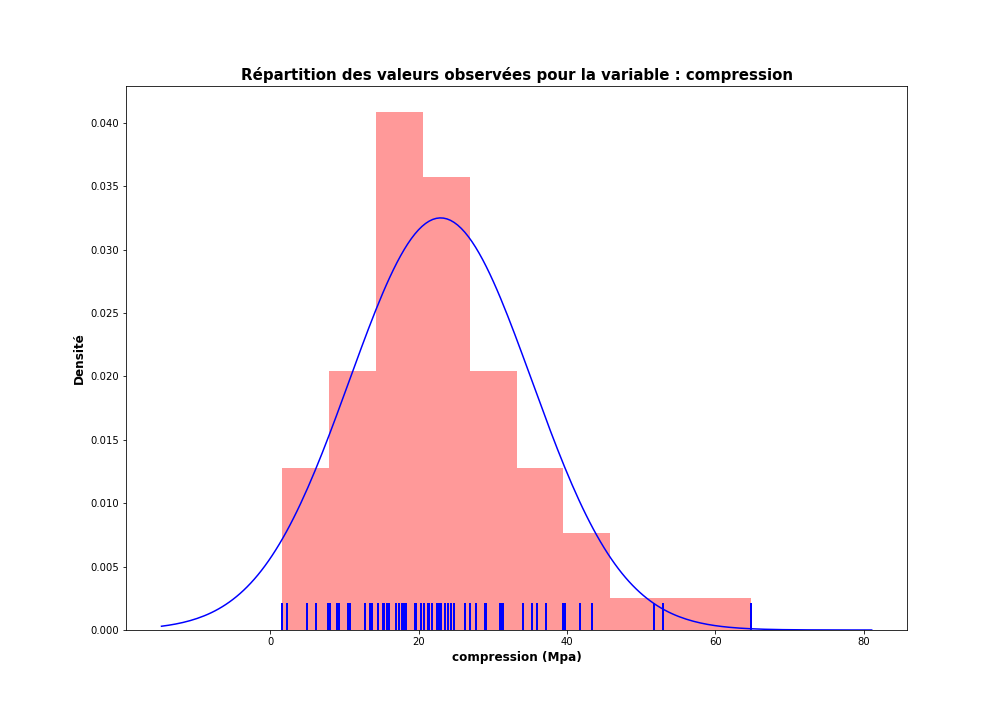 Répartition des valeurs observées pour la variable : compression
0.040
0.035
0.030
0.025
0.020
0.015
0.010
0.005
0.000
Densité
0 20 40 60 80
compression (Mpa)